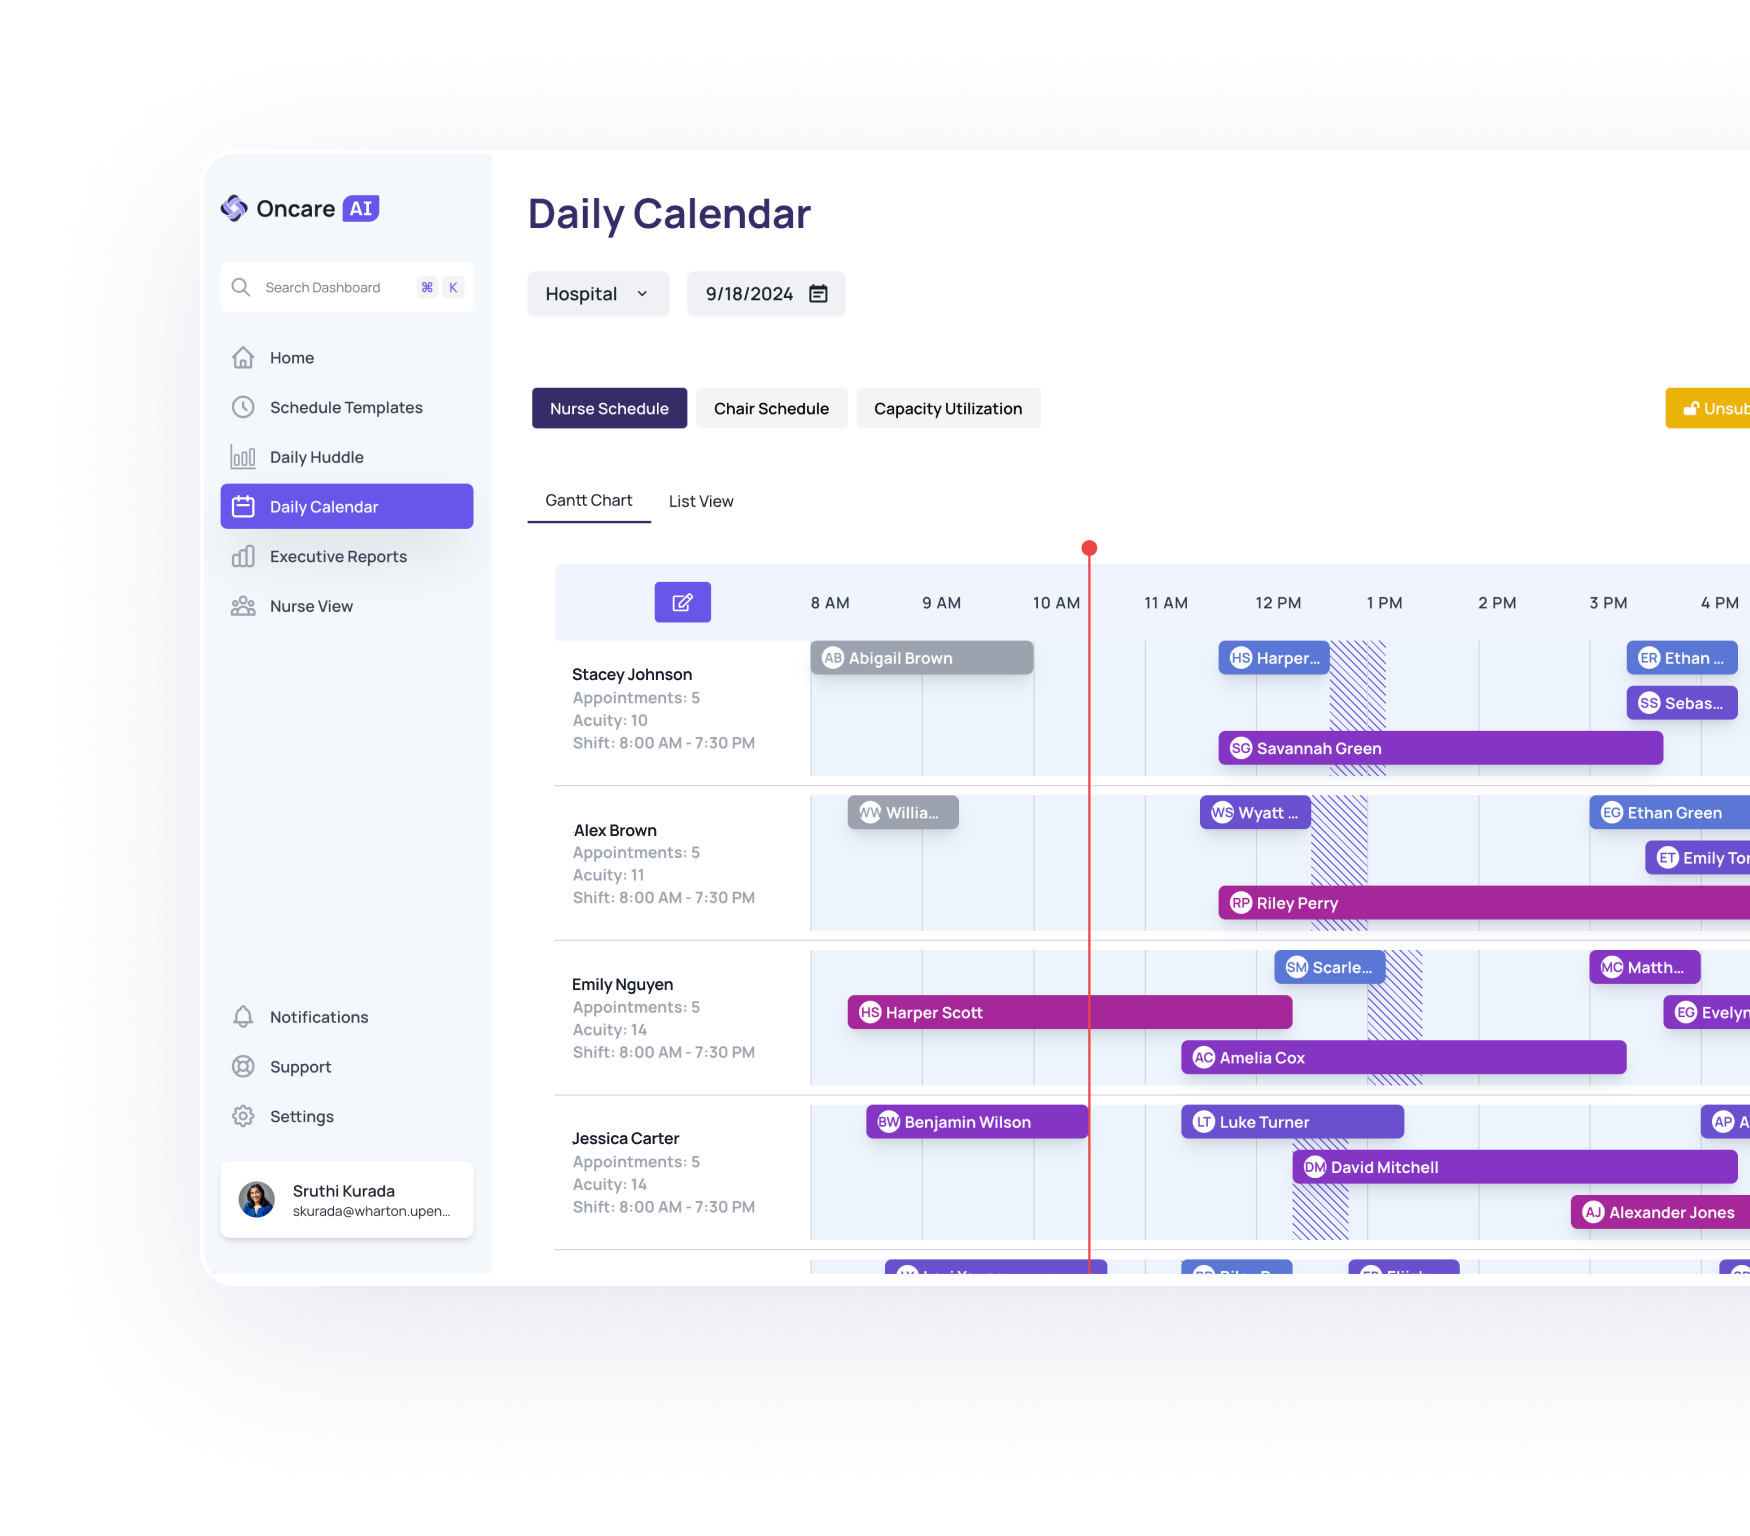 Oncare AI
Search Dashboard ⌘ K
Home
Schedule Templates
Daily Huddle
Daily Calendar
Executive Reports
Nurse View
Notifications
Support
Settings
Sruthi Kurada
skurada@wharton.upen...
Daily Calendar
Hospital 9/18/2024
Nurse Schedule Chair Schedule Capacity Utilization
Gantt Chart List View
8 AM 9 AM 10 AM 11 AM 12 PM 1 PM 2 PM 3 PM 4 PM
Stacey Johnson
Appointments: 5
Acuity: 10
Shift: 8:00 AM - 7:30 PM
AB Abigail Brown HS Harper... ER Ethan ...
SS Sebas...
SG Savannah Green
Alex Brown
Appointments: 5
Acuity: 11
Shift: 8:00 AM - 7:30 PM
WW Willia... WS Wyatt ... EG Ethan Green
ET Emily
RP Riley Perry
Emily Nguyen
Appointments: 5
Acuity: 14
Shift: 8:00 AM - 7:30 PM
SM Scarle... MC Matth...
HS Harper Scott EG Evelyn
AC Amelia Cox
Jessica Carter
Appointments: 5
Acuity: 14
Shift: 8:00 AM - 7:30 PM
BW Benjamin Wilson LT Luke Turner AP
DM David Mitchell
AJ Alexander Jones